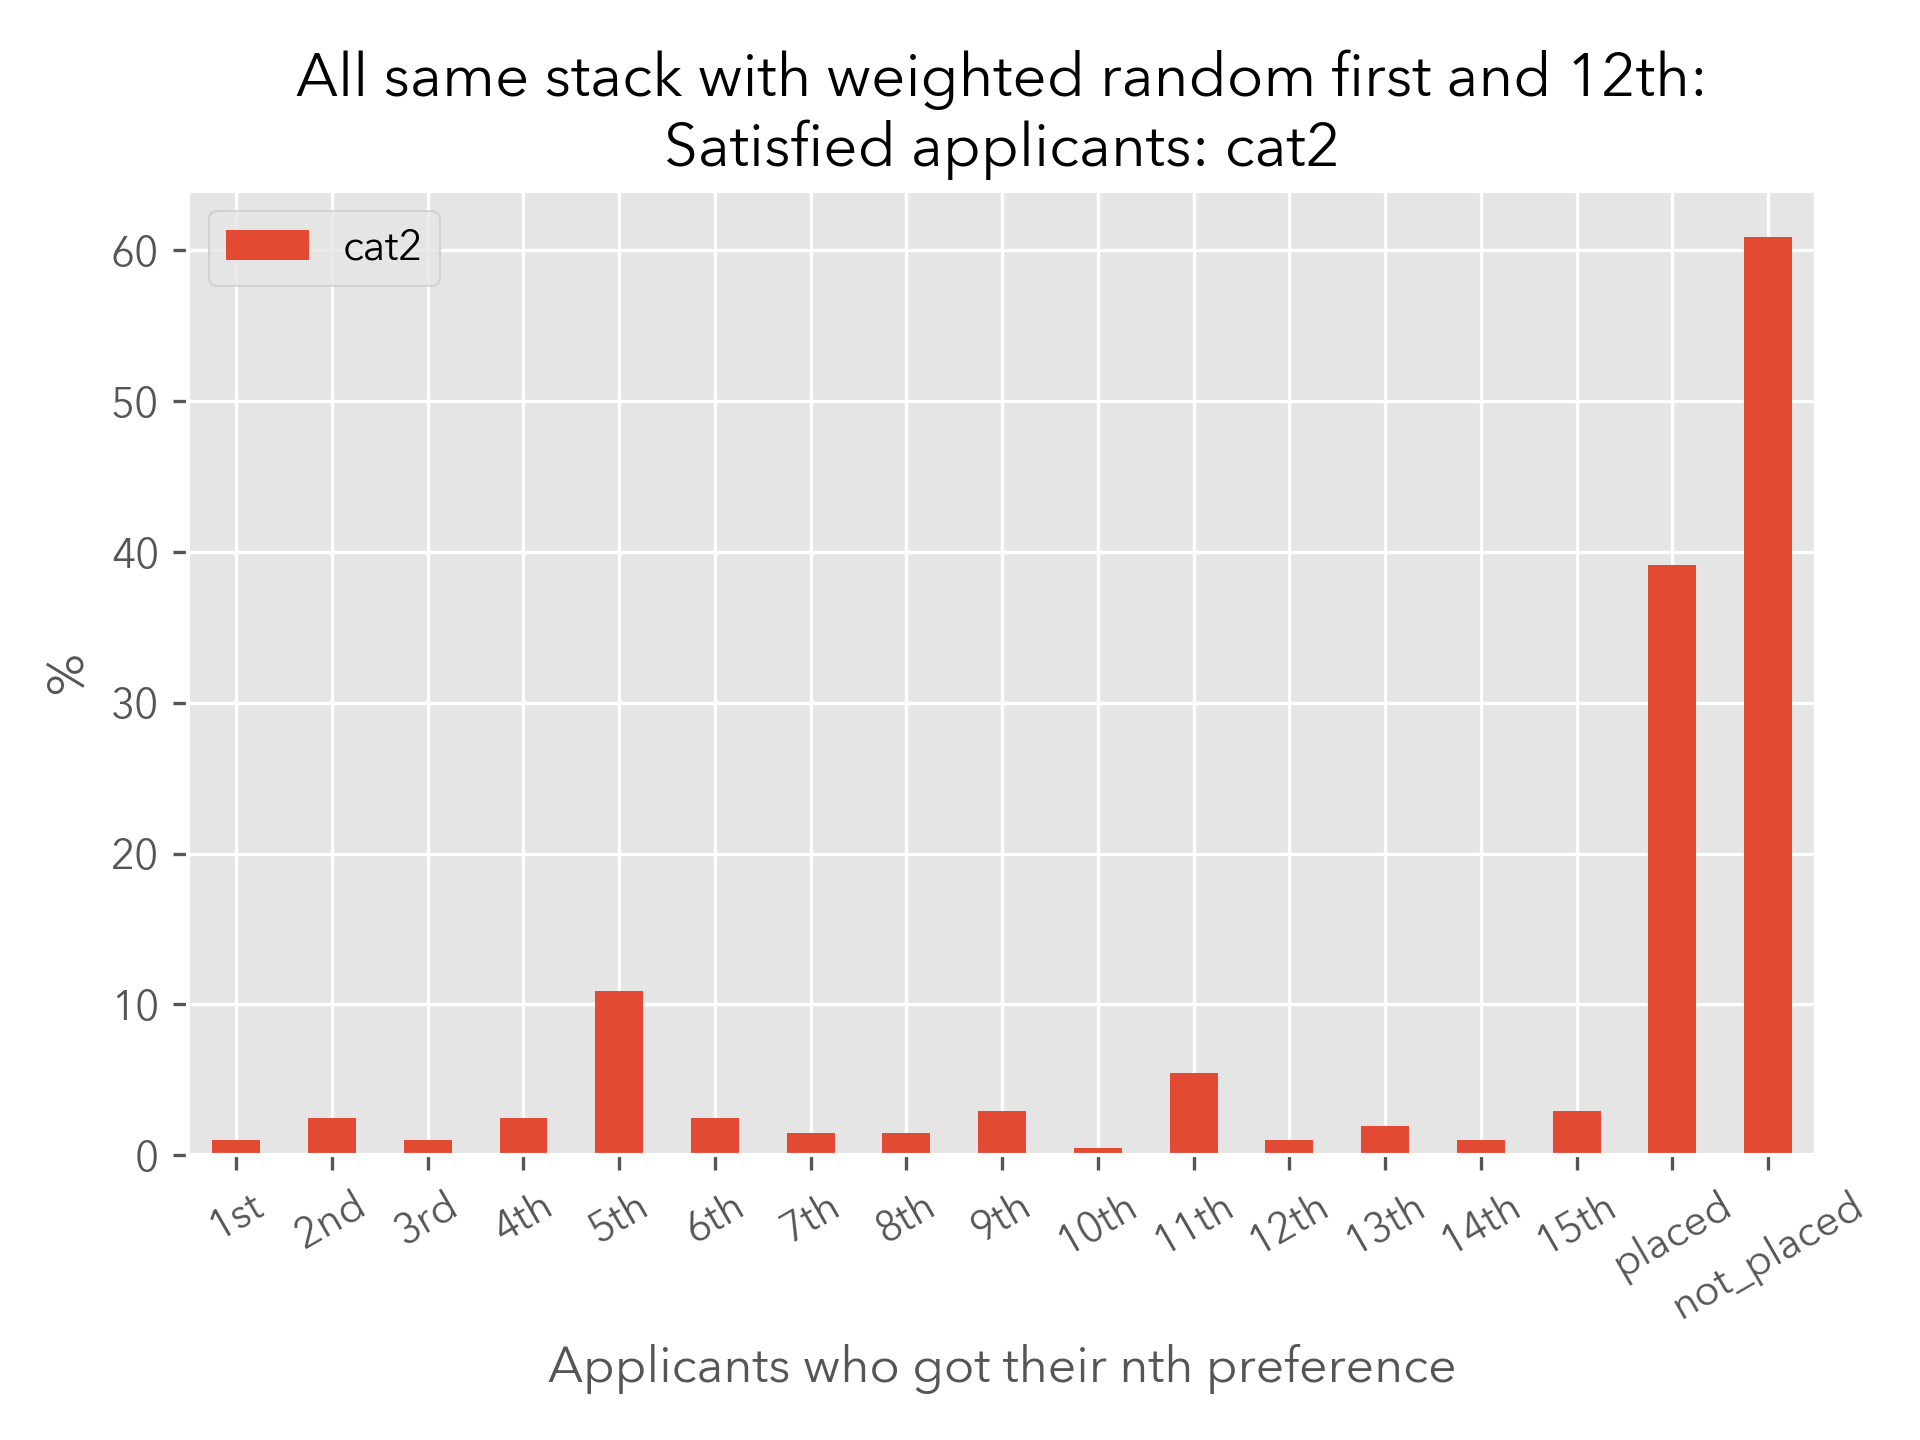 All same stack with weighted random first and 12th:
Satisfied applicants: cat2
cat2
60
50
40
30
20
10
0
%
1st
2nd
3rd
4th
5th
6th
7th
8th
9th
10th
11th
12th
13th
14th
15th
placed
not_placed
Applicants who got their nth preference